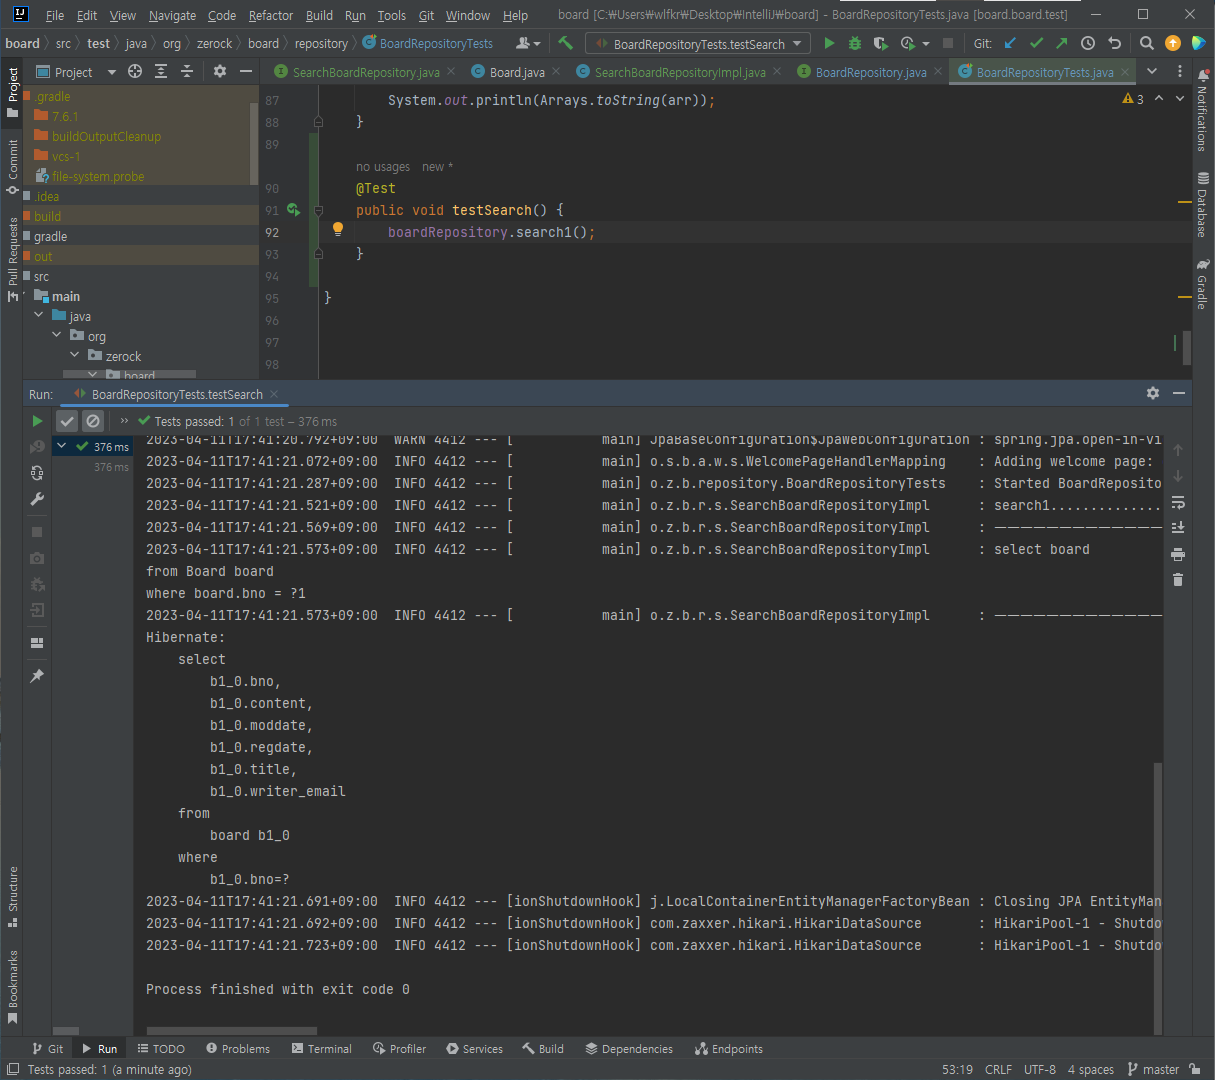 File Edit View Navigate Code Refactor Build Run Tools Git Window Help board [C:₩Users₩wlfkr₩Desktop₩IntelliJ₩board] - BoardRepositoryTests.java [board.board.test]
board src test java org zerock board repository BoardRepositoryTests BoardRepositoryTests.testSearch Git:
Project SearchBoardRepository.java Board.java SearchBoardRepositoryImpl.java BoardRepository.java BoardRepositoryTests.java
Project
Commit
Pull Requests
Structure
Bookmarks
Notifications
Database
Gradle
.gradle
7.6.1
buildOutputCleanup
vcs-1
file-system.probe
.idea
build
gradle
out
src
main
java
org
zerock
board
87 System.out.println(Arrays.toString(arr));
3
88 }
89
no usages new *
90 @Test
91 public void testSearch() {
92 boardRepository.search1();
93 }
94
95 }
96
97
98
Run: BoardRepositoryTests.testSearch
» Tests passed: 1 of 1 test – 376 ms
376 ms
376 ms
2023-04-11T17:41:20.792+09:00 WARN 4412 --- [ main] JpaBaseConfiguration$JpaWebConfiguration : spring.jpa.open-in-vi
2023-04-11T17:41:21.072+09:00 INFO 4412 --- [ main] o.s.b.a.w.s.WelcomePageHandlerMapping : Adding welcome page:
2023-04-11T17:41:21.287+09:00 INFO 4412 --- [ main] o.z.b.repository.BoardRepositoryTests : Started BoardReposito
2023-04-11T17:41:21.521+09:00 INFO 4412 --- [ main] o.z.b.r.s.SearchBoardRepositoryImpl : search1..............
2023-04-11T17:41:21.569+09:00 INFO 4412 --- [ main] o.z.b.r.s.SearchBoardRepositoryImpl : ---------------------
2023-04-11T17:41:21.573+09:00 INFO 4412 --- [ main] o.z.b.r.s.SearchBoardRepositoryImpl : select board
from Board board
where board.bno = ?1
2023-04-11T17:41:21.573+09:00 INFO 4412 --- [ main] o.z.b.r.s.SearchBoardRepositoryImpl : ---------------------
Hibernate:
select
b1_0.bno,
b1_0.content,
b1_0.moddate,
b1_0.regdate,
b1_0.title,
b1_0.writer_email
from
board b1_0
where
b1_0.bno=?
2023-04-11T17:41:21.691+09:00 INFO 4412 --- [ionShutdownHook] j.LocalContainerEntityManagerFactoryBean : Closing JPA EntityMan
2023-04-11T17:41:21.692+09:00 INFO 4412 --- [ionShutdownHook] com.zaxxer.hikari.HikariDataSource : HikariPool-1 - Shutdo
2023-04-11T17:41:21.723+09:00 INFO 4412 --- [ionShutdownHook] com.zaxxer.hikari.HikariDataSource : HikariPool-1 - Shutdo
Process finished with exit code 0
Git Run TODO Problems Terminal Profiler Services Build Dependencies Endpoints
Tests passed: 1 (a minute ago) 53:19 CRLF UTF-8 4 spaces master